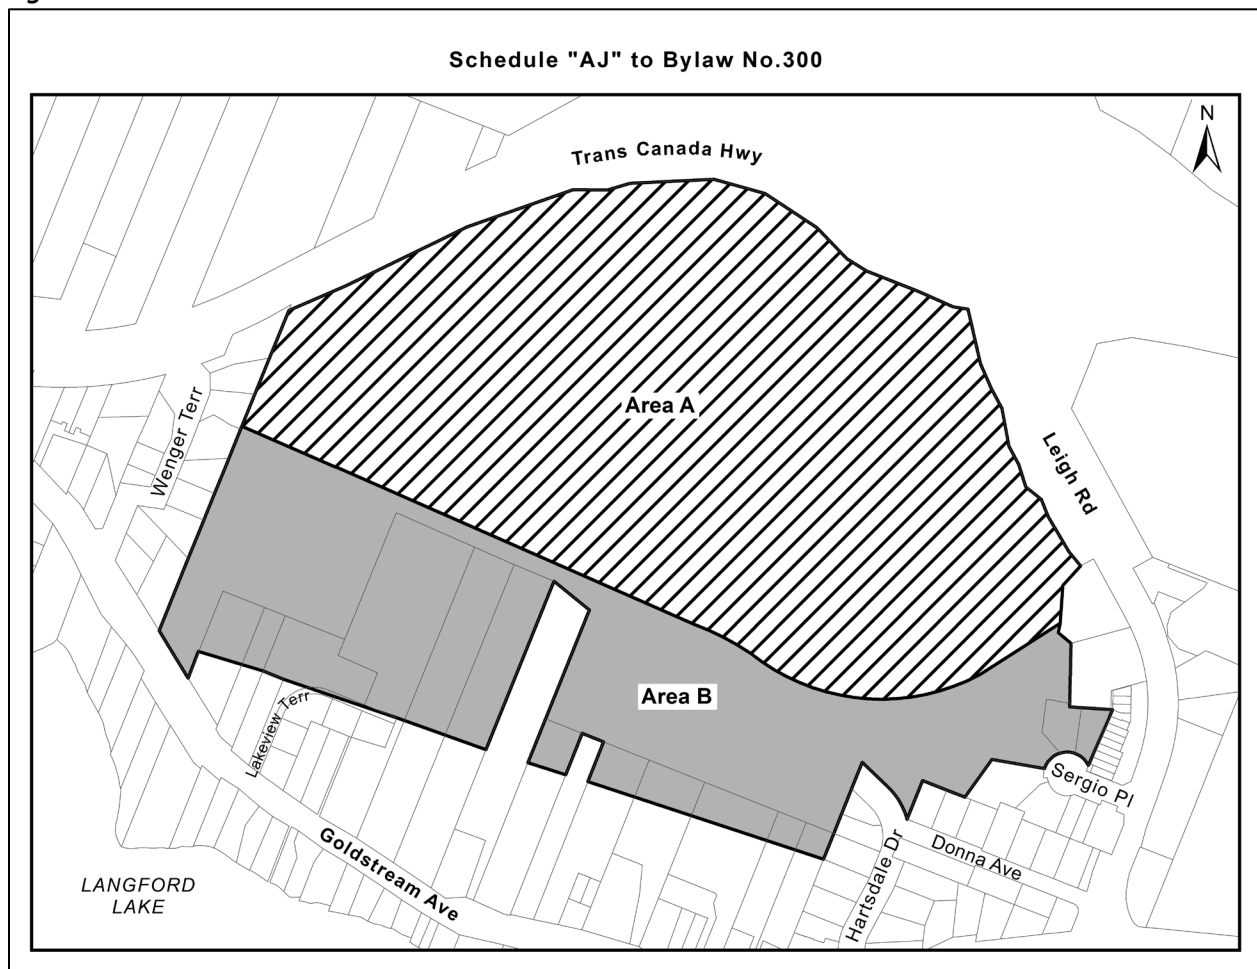 Schedule "AJ" to Bylaw No.300
N
Trans Canada Hwy
Area A
Wenger Terr
Leigh Rd
Area B
Lakeview Terr
Sergio Pl
Goldstream Ave
Donna Ave
Hartsdale Dr
LANGFORD
LAKE